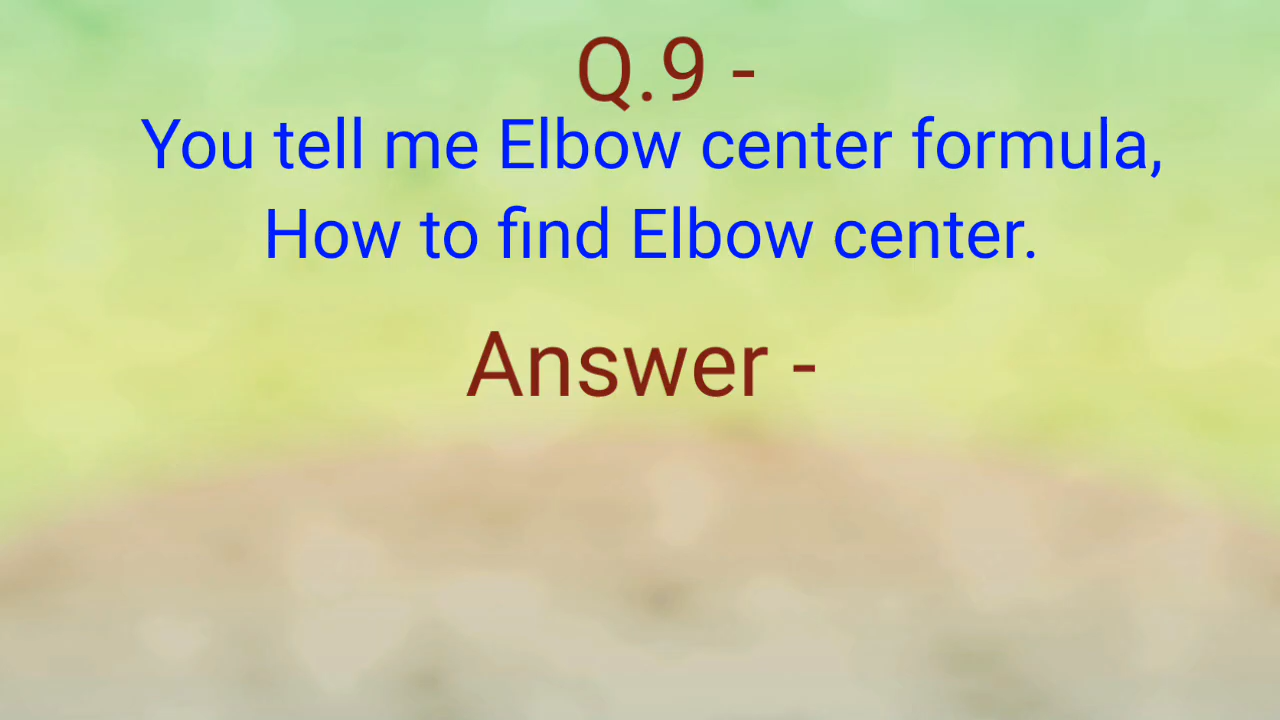 Q.9 -
You tell me Elbow center formula,
How to find Elbow center.
Answer -